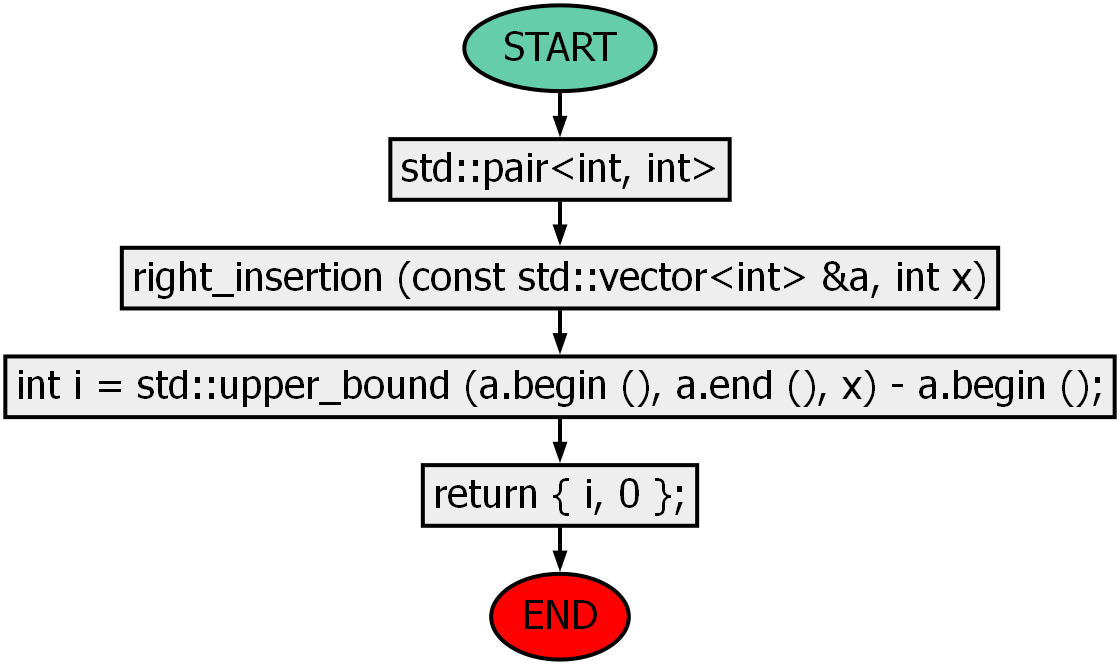 START
std::pair<int, int>
right_insertion (const std::vector<int> &a, int x)
int i = std::upper_bound (a.begin (), a.end (), x) - a.begin ();
return { i, 0 };
END